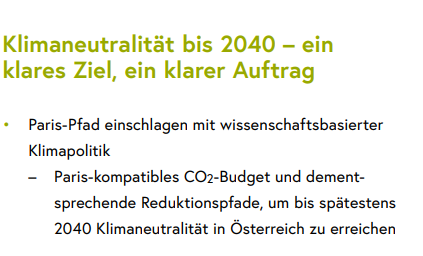 Klimaneutralität bis 2040 – ein
klares Ziel, ein klarer Auftrag
• Paris-Pfad einschlagen mit wissenschaftsbasierter
Klimapolitik
– Paris-kompatibles CO2-Budget und dement-
sprechende Reduktionspfade, um bis spätestens
2040 Klimaneutralität in Österreich zu erreichen